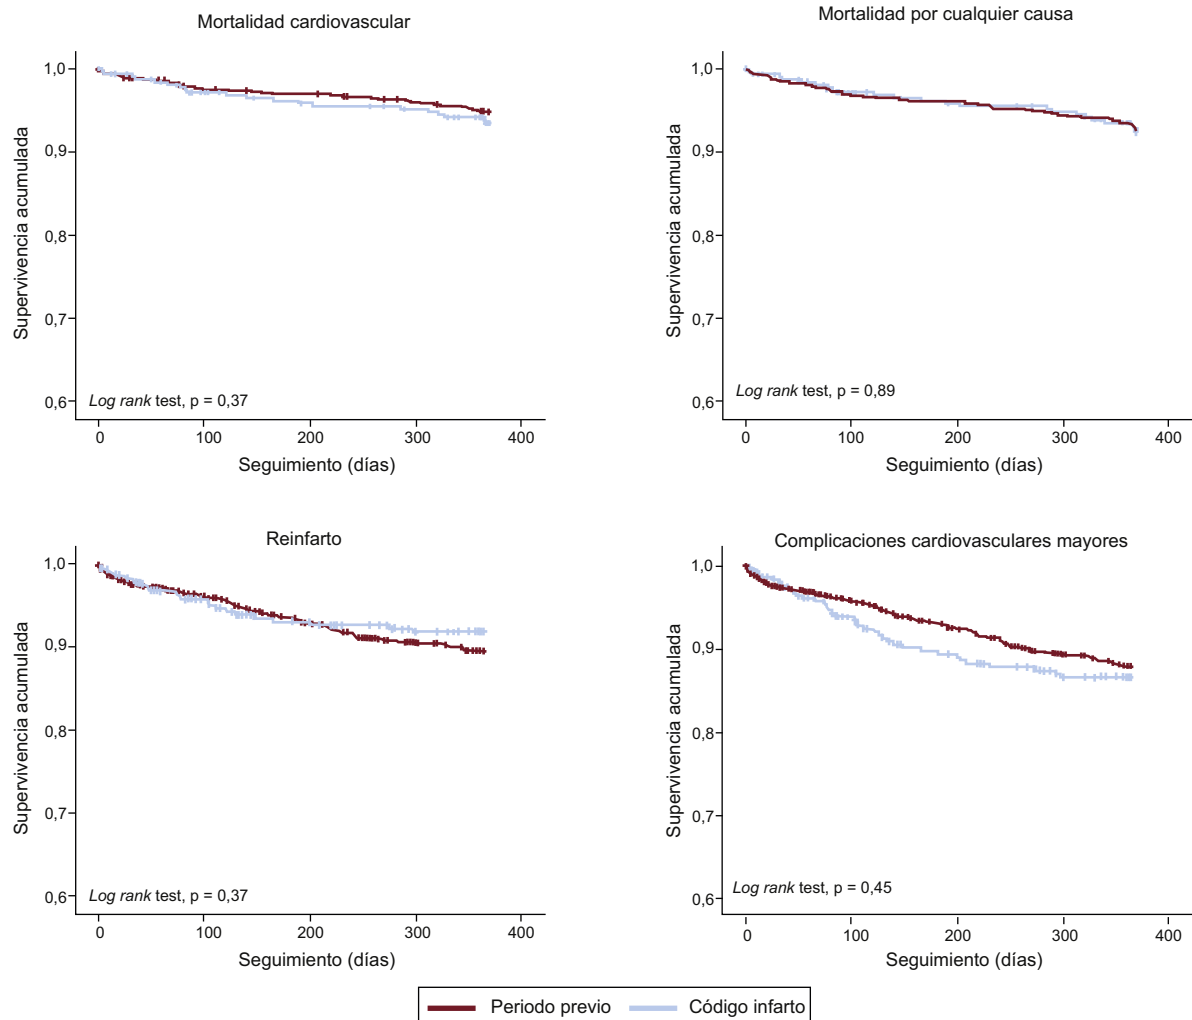 Mortalidad cardiovascular
Supervivencia acumulada
1,0
0,9
0,8
0,7
0,6
Log rank test, p = 0,37
0 100 200 300 400
Seguimiento (días)
Mortalidad por cualquier causa
Supervivencia acumulada
1,0
0,9
0,8
0,7
0,6
Log rank test, p = 0,89
0 100 200 300 400
Seguimiento (días)
Reinfarto
Supervivencia acumulada
1,0
0,9
0,8
0,7
0,6
Log rank test, p = 0,37
0 100 200 300 400
Seguimiento (días)
Complicaciones cardiovasculares mayores
Supervivencia acumulada
1,0
0,9
0,8
0,7
0,6
Log rank test, p = 0,45
0 100 200 300 400
Seguimiento (días)
Periodo previo Código infarto